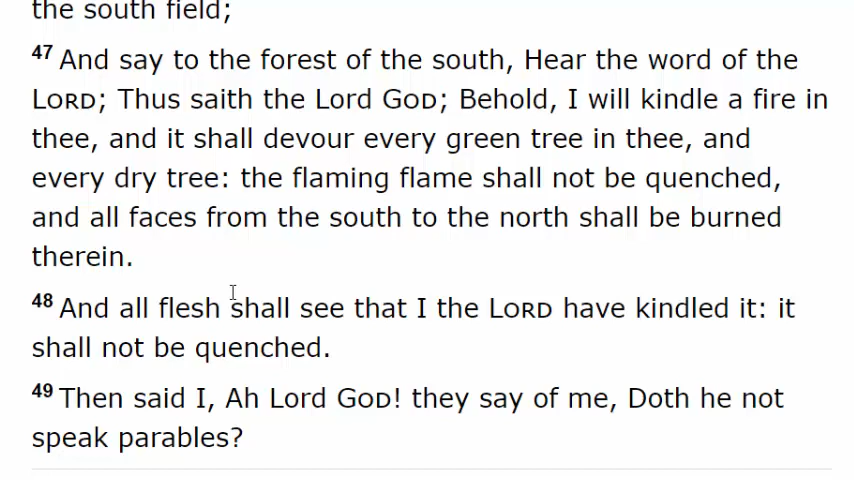 the south field;
47 And say to the forest of the south, Hear the word of the
LORD; Thus saith the Lord GOD; Behold, I will kindle a fire in
thee, and it shall devour every green tree in thee, and
every dry tree: the flaming flame shall not be quenched,
and all faces from the south to the north shall be burned
therein.
48 And all flesh shall see that I the LORD have kindled it: it
shall not be quenched.
49 Then said I, Ah Lord GOD! they say of me, Doth he not
speak parables?